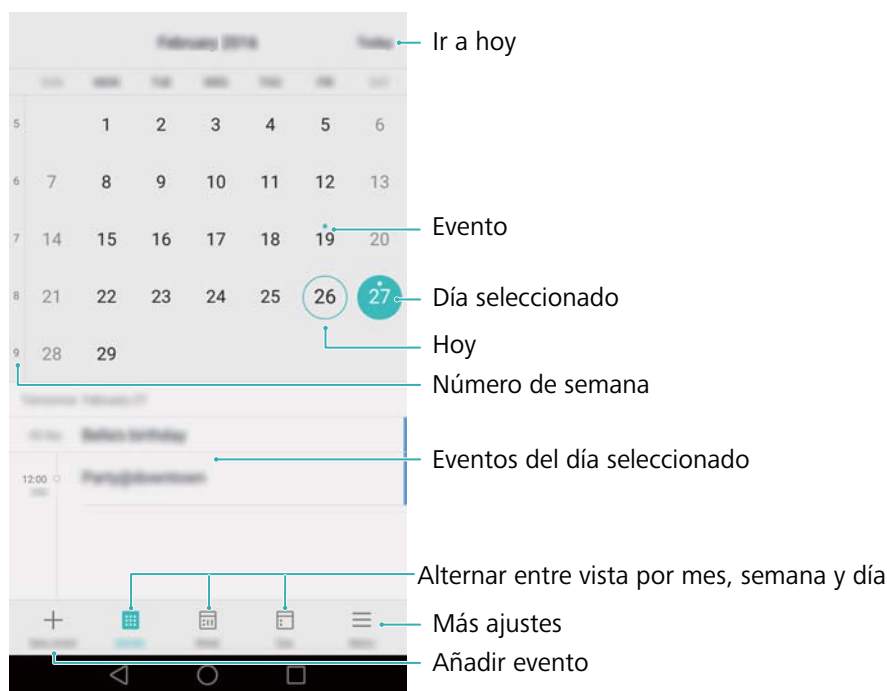 Ir a hoy
5 1 2 3 4 5 6
6 7 8 9 10 11 12 13
7 14 15 16 17 18 19 20
Evento
8 21 22 23 24 25 26 27
Día seleccionado
Hoy
9 28 29
Número de semana
Eventos del día seleccionado
12:00
Alternar entre vista por mes, semana y día
Más ajustes
Añadir evento